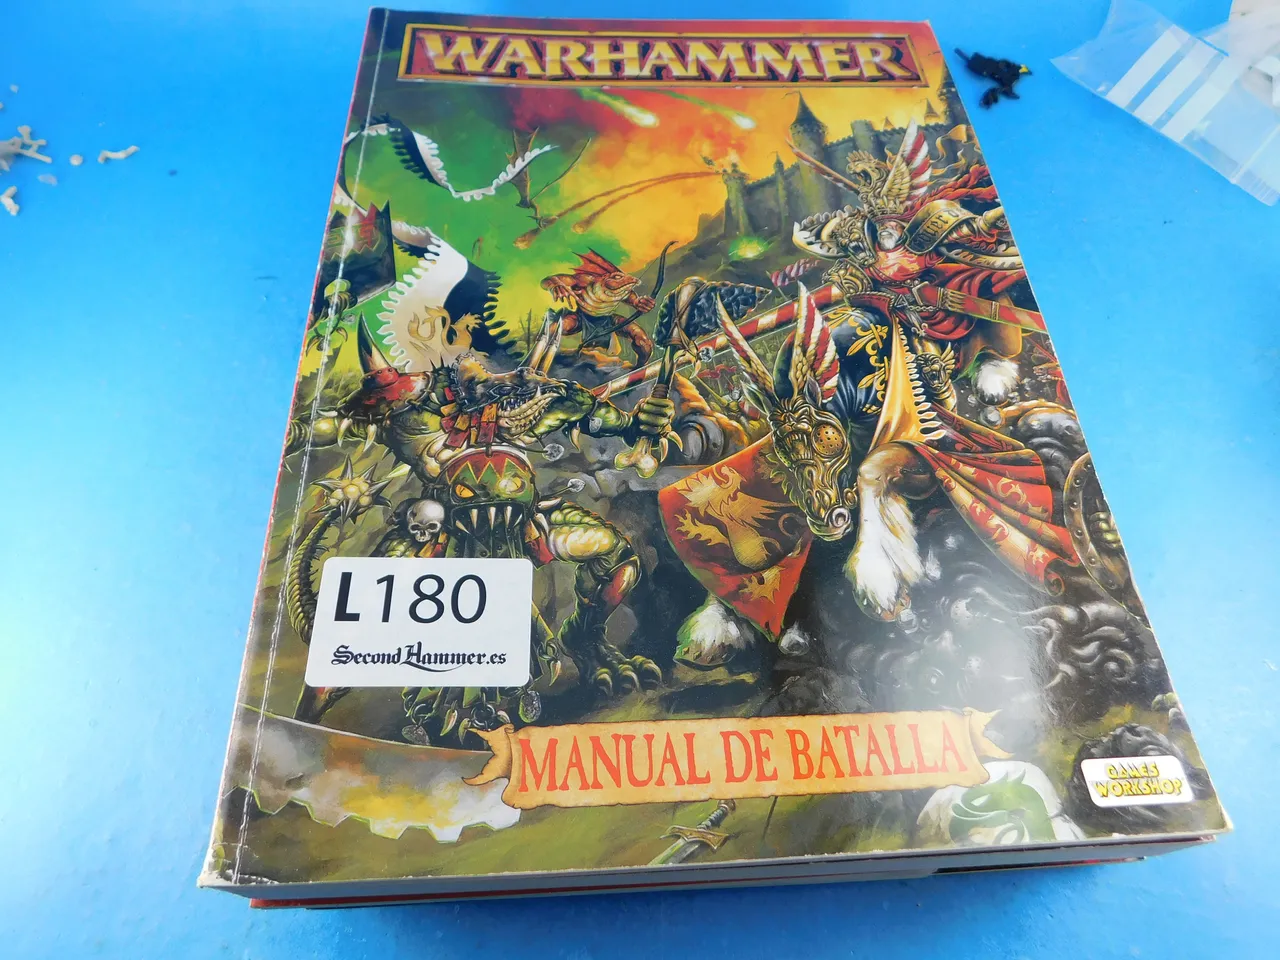 WARHAMMER
L180
SecondHammer.es
MANUAL DE BATALLA
GAMES
WORKSHOP